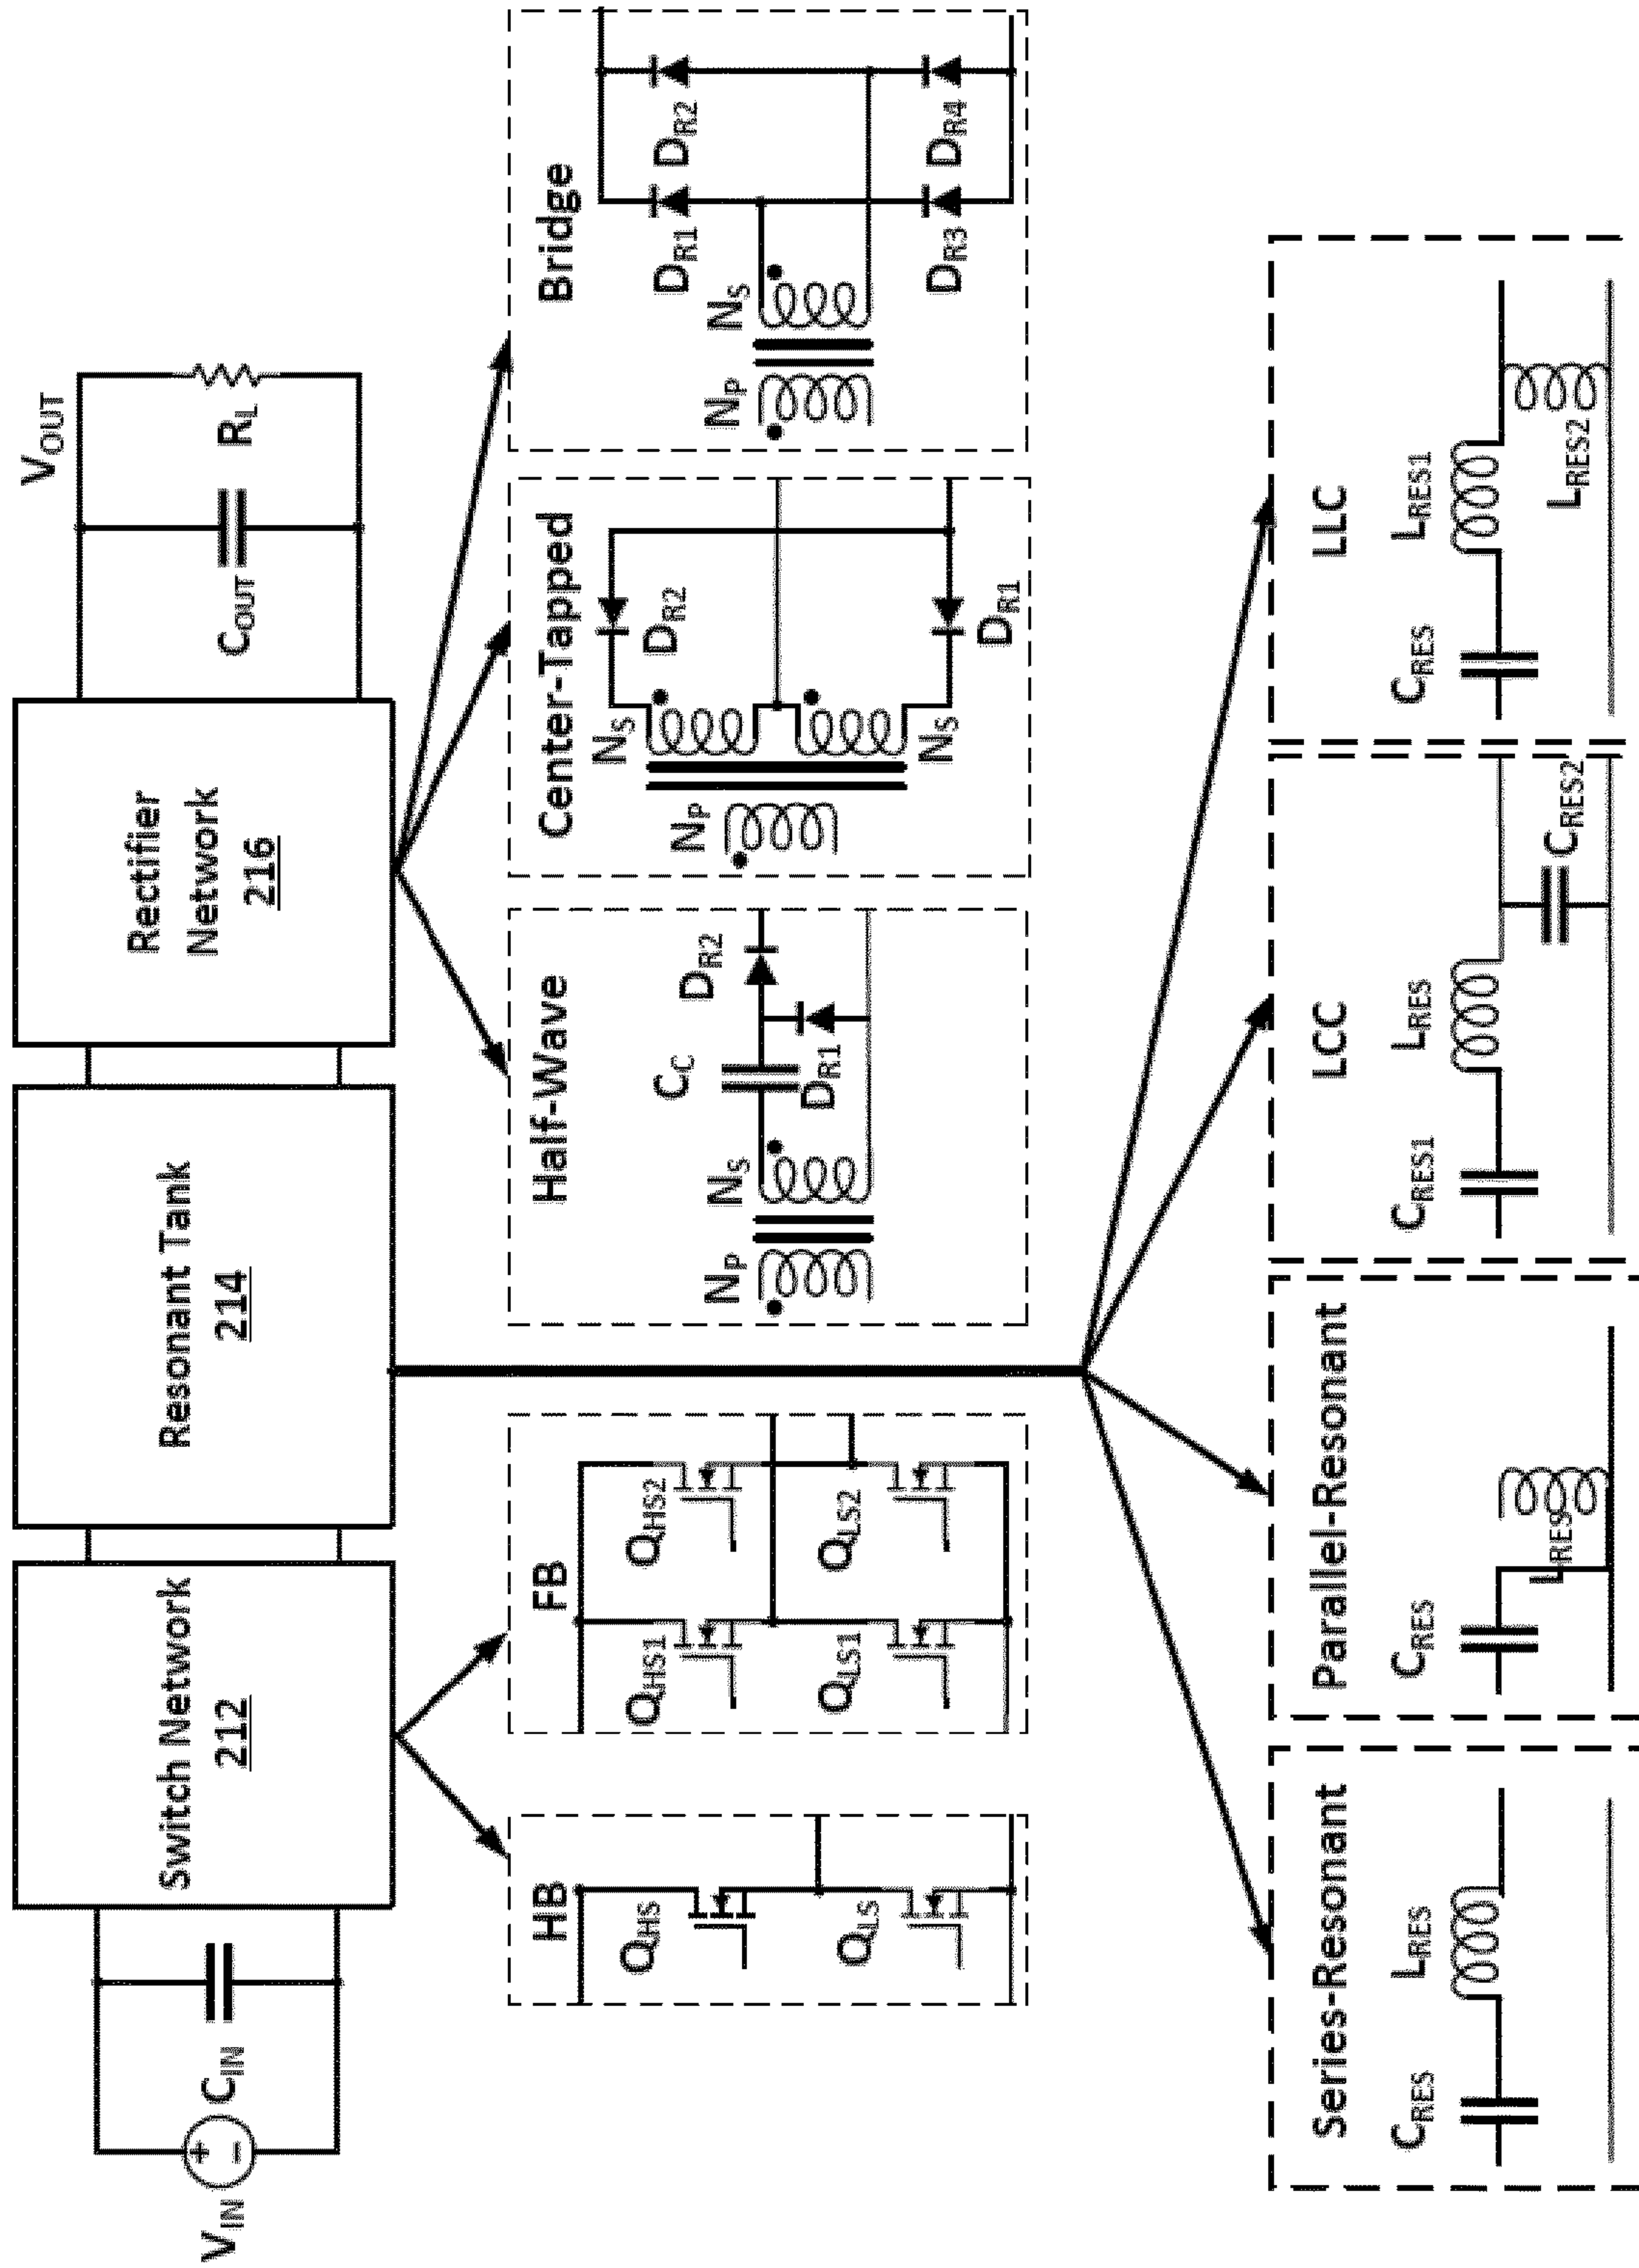 V_IN
C_IN
Switch Network
212
Resonant Tank
214
Rectifier
Network
216
C_OUT
R_L
V_OUT
HB
Q_HS
Q_LS
FB
Q_HS1
Q_HS2
Q_LS1
Q_LS2
Half-Wave
N_P
N_S
C_C
D_R2
D_R1
Center-Tapped
N_P
N_S
N_S
D_R2
D_R1
Bridge
N_P
N_S
D_R1
D_R2
D_R3
D_R4
Series-Resonant
C_RES
L_RES
Parallel-Resonant
C_RES
L_RES
LCC
C_RES1
L_RES
C_RES2
LLC
C_RES
L_RES1
L_RES2